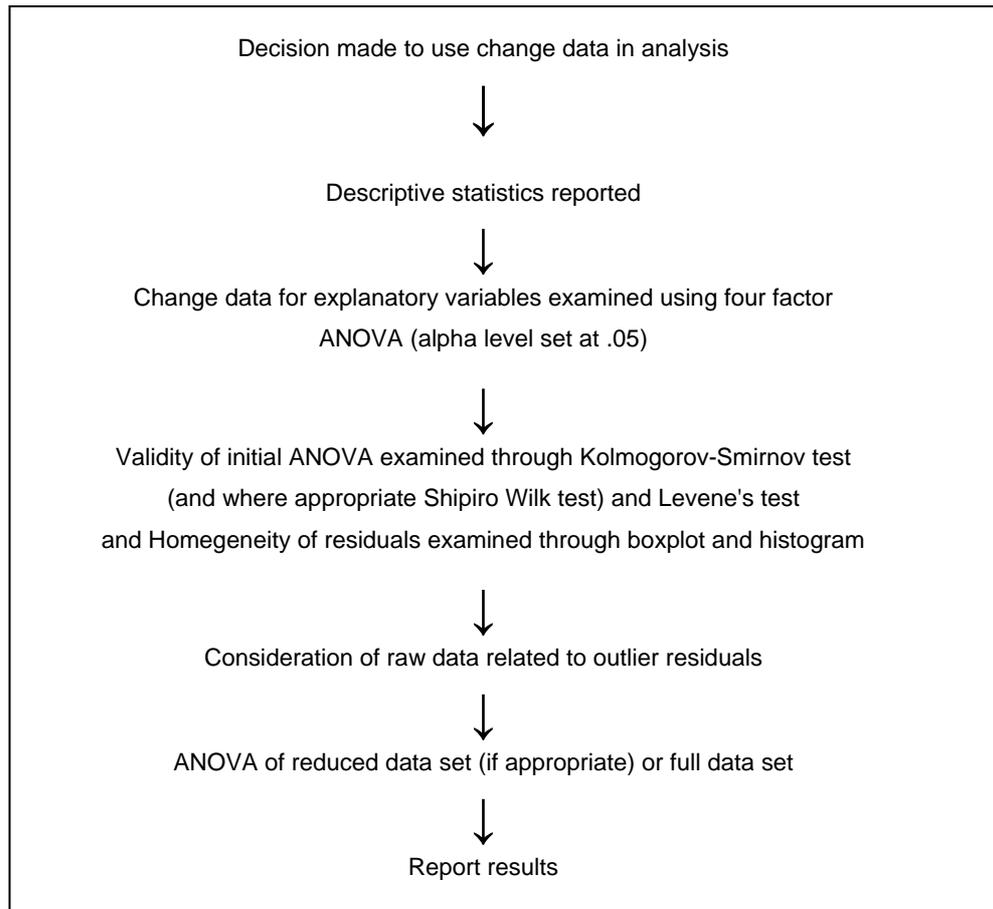 Decision made to use change data in analysis
Descriptive statistics reported
Change data for explanatory variables examined using four factor
ANOVA (alpha level set at .05)
Validity of initial ANOVA examined through Kolmogorov-Smirnov test
(and where appropriate Shipiro Wilk test) and Levene's test
and Homegeneity of residuals examined through boxplot and histogram
Consideration of raw data related to outlier residuals
ANOVA of reduced data set (if appropriate) or full data set
Report results